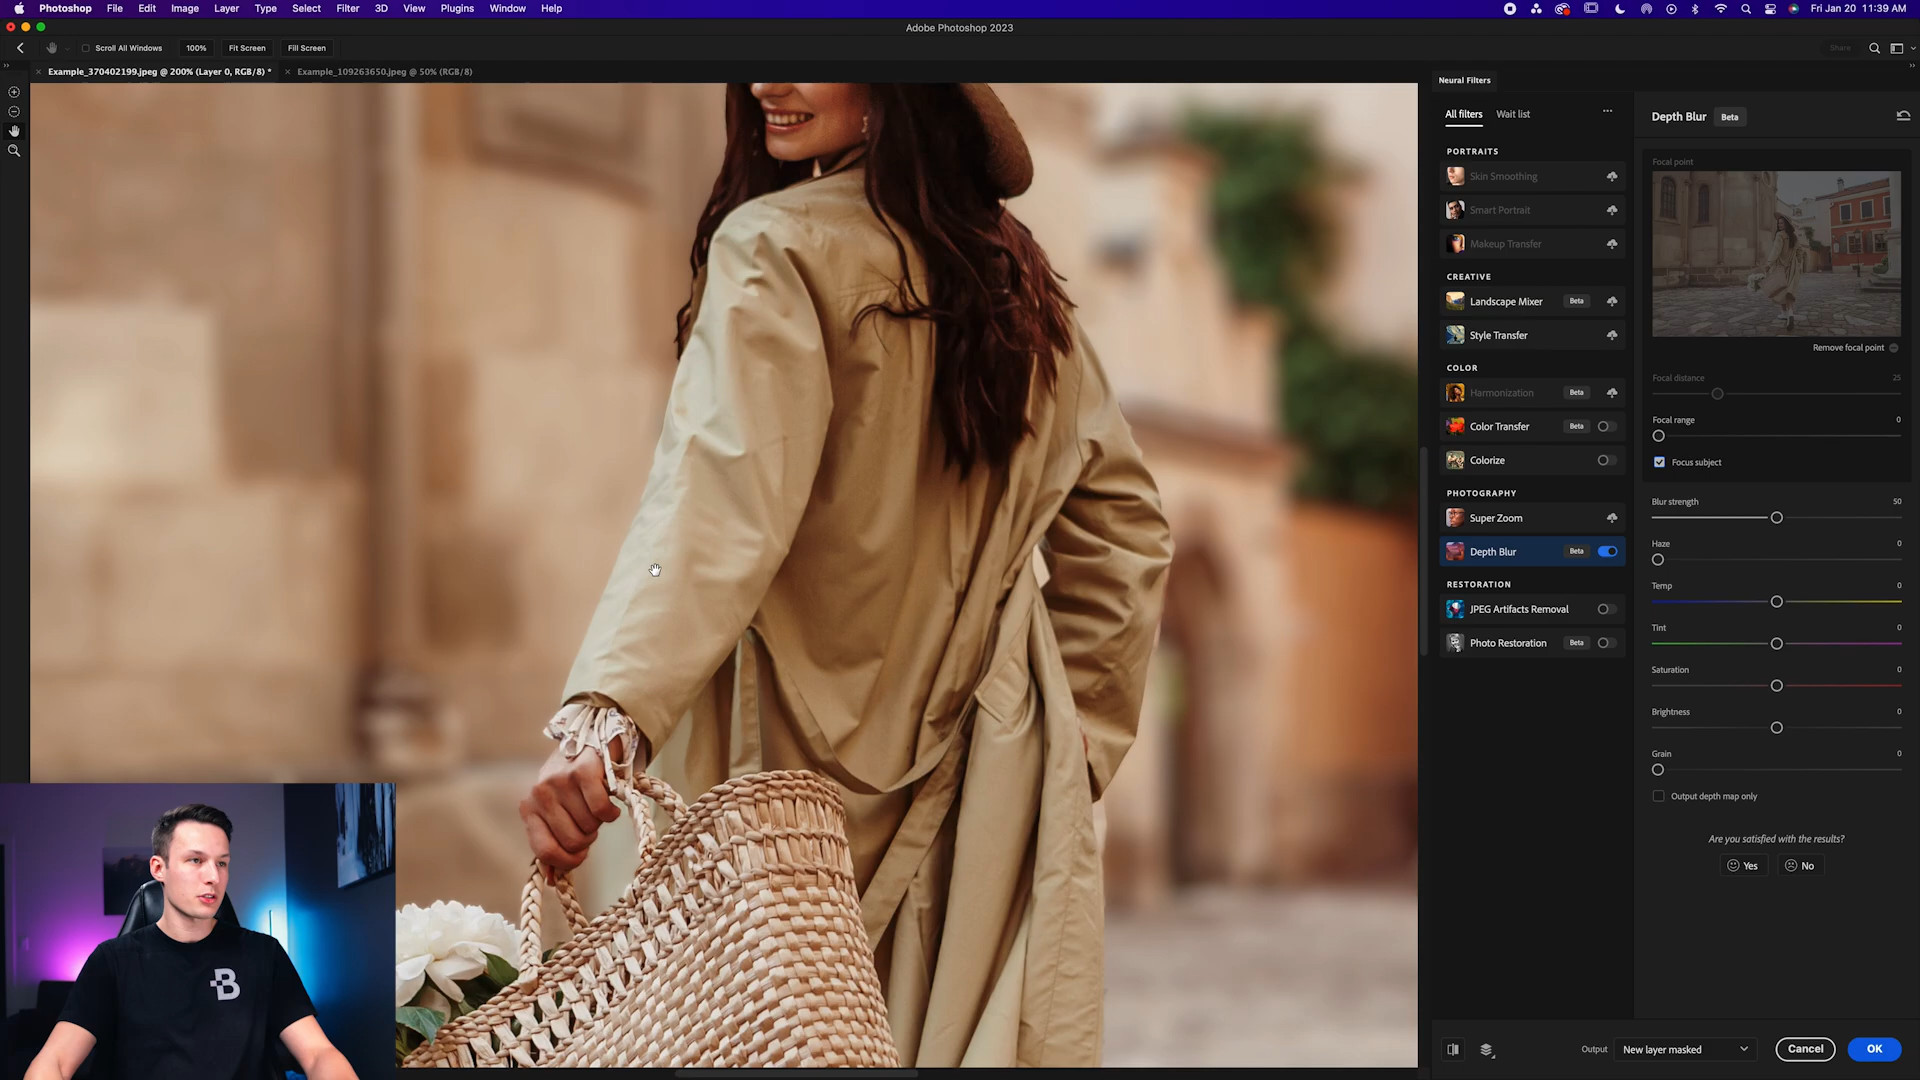 Photoshop File Edit Image Layer Type Select Filter 3D View Plugins Window Help Fri Jan 20 11:39 AM
Adobe Photoshop 2023
Scroll All Windows 100% Fit Screen Fill Screen Share
Example_370402199.jpeg @ 200% (Layer 0, RGB/8) * Example_109263650.jpeg @ 50% (RGB/8)
Neural Filters
All filters Wait list
PORTRAITS
Skin Smoothing
Smart Portrait
Makeup Transfer
CREATIVE
Landscape Mixer Beta
Style Transfer
COLOR
Harmonization Beta
Color Transfer Beta
Colorize
PHOTOGRAPHY
Super Zoom
Depth Blur Beta
RESTORATION
JPEG Artifacts Removal
Photo Restoration Beta
Depth Blur Beta
Focal point
Remove focal point
Focal distance 25
Focal range 0
Focus subject
Blur strength 50
Haze 0
Temp 0
Tint 0
Saturation 0
Brightness 0
Grain 0
Output depth map only
Are you satisfied with the results?
Yes No
Output New layer masked Cancel OK
B